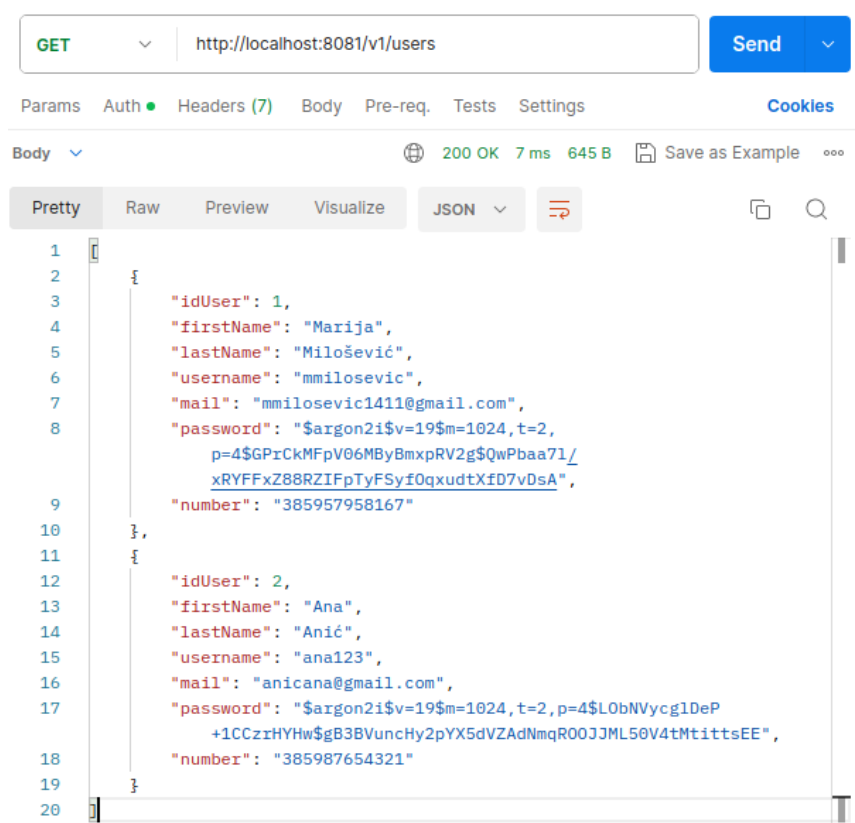 GET http://localhost:8081/v1/users Send
Params Auth Headers (7) Body Pre-req. Tests Settings Cookies
Body 200 OK 7 ms 645 B Save as Example
Pretty Raw Preview Visualize JSON
1 [
2 {
3 "idUser": 1,
4 "firstName": "Marija",
5 "lastName": "Milošević",
6 "username": "mmilosevic",
7 "mail": "mmilosevic1411@gmail.com",
8 "password": "$argon2i$v=19$m=1024,t=2,
p=4$GPrCkMFpV06MByBmxpRV2g$QwPbaa7l/
xRYFFxZ88RZIFpTyFSyfOqxudtXfD7vDsA",
9 "number": "385957958167"
10 },
11 {
12 "idUser": 2,
13 "firstName": "Ana",
14 "lastName": "Anić",
15 "username": "ana123",
16 "mail": "anicana@gmail.com",
17 "password": "$argon2i$v=19$m=1024,t=2,p=4$LObNVycglDeP
+1CCzrHYHw$gB3BVuncHy2pYX5dVZAdNmqROOJJML50V4tMtittsEE",
18 "number": "385987654321"
19 }
20 ]